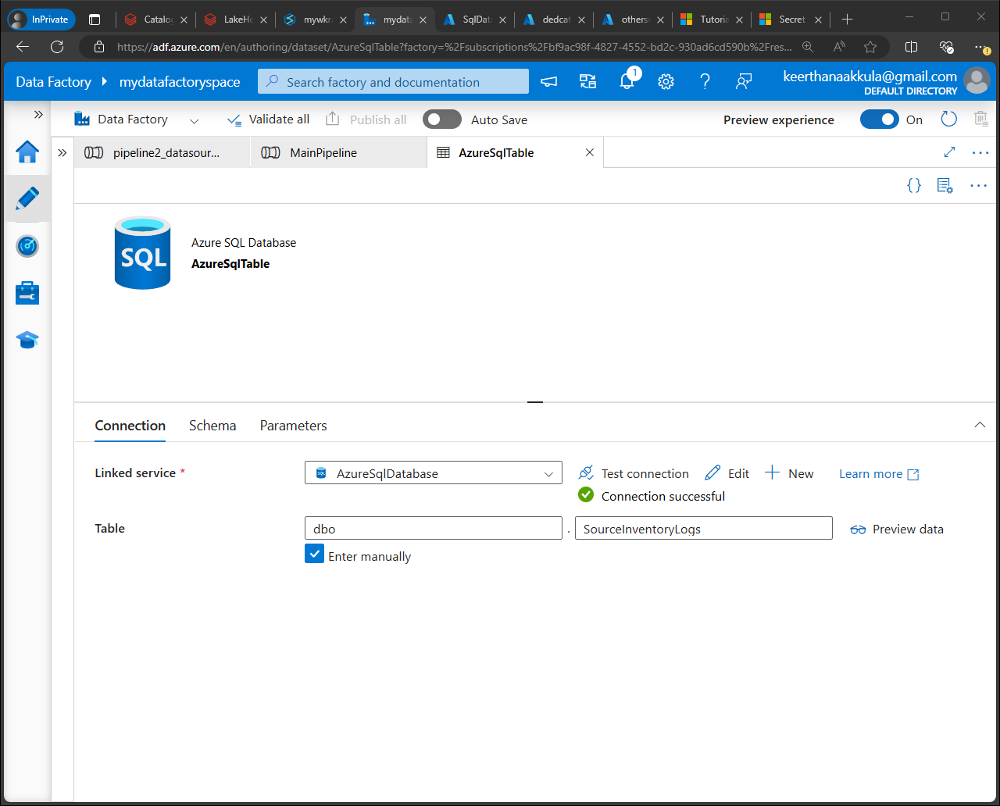 InPrivate
Catalo
LakeHo
mywkr
myda
SqlDat
dedcat
others
Tutoria
Secret
https://adf.azure.com/en/authoring/dataset/AzureSqlTable?factory=%2Fsubscriptions%2Fbf9ac98f-4827-4552-bd2c-930ad6cd590b%2Fres...
Data Factory
mydatafactoryspace
Search factory and documentation
1
keerthanaakkula@gmail.com
DEFAULT DIRECTORY
Data Factory
Validate all
Publish all
Auto Save
Preview experience
On
pipeline2_datasour...
MainPipeline
AzureSqlTable
{}
SQL
Azure SQL Database
AzureSqlTable
Connection
Schema
Parameters
Linked service *
AzureSqlDatabase
Test connection
Edit
New
Learn more
Connection successful
Table
dbo
.
SourceInventoryLogs
Preview data
Enter manually